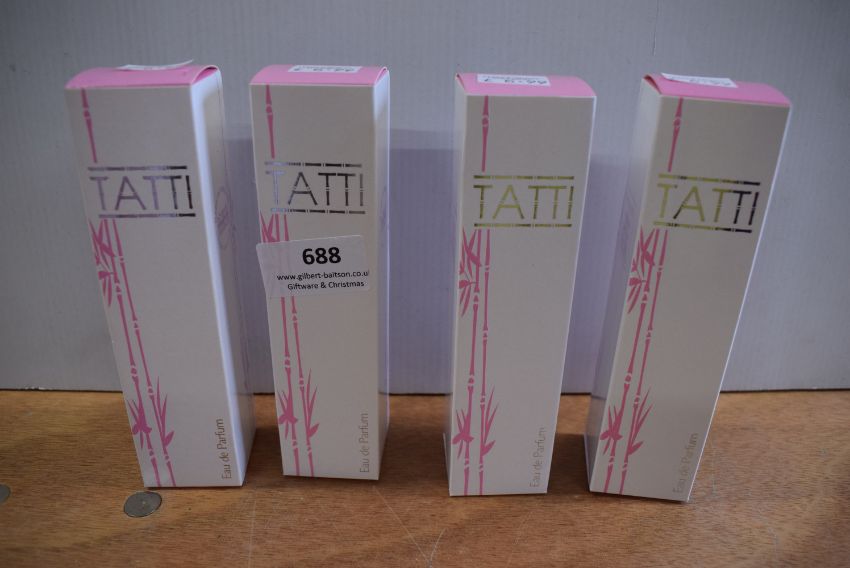 TATTI
TATTI
TATTI
TATTI
688
www.gilbert-baitson.co.uk
Giftware & Christmas
Eau de Parfum
Eau de Parfum
Eau de Parfum
Eau de Parfum